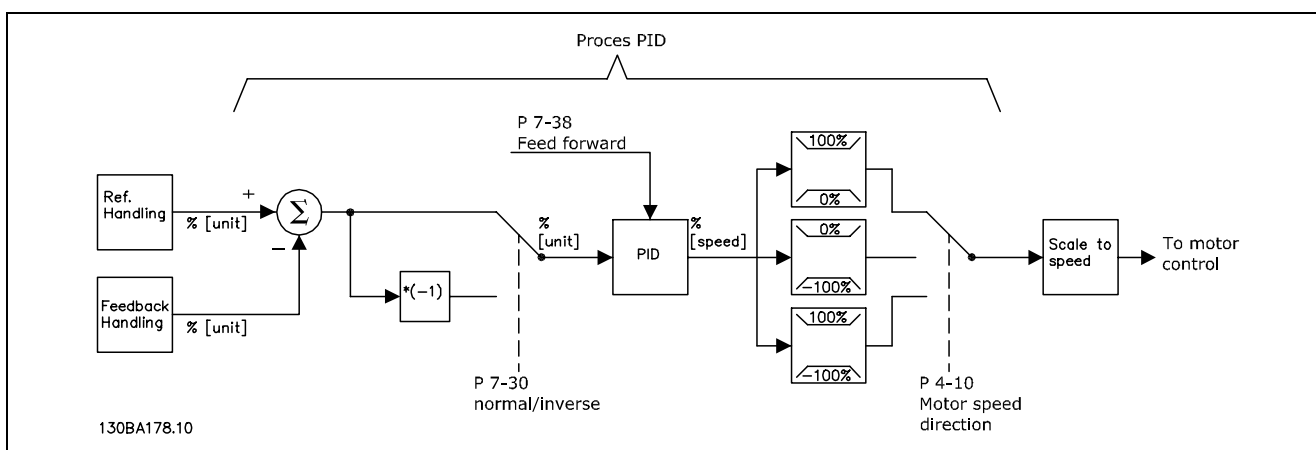 Proces PID
P 7-38
Feed forward
Ref.
Handling
+
% [unit]
Σ
−
Feedback
Handling
% [unit]
*(−1)
%
[unit]
PID
%
[speed]
100%
0%
0%
−100%
100%
−100%
Scale to
speed
To motor
control
P 7-30
normal/inverse
P 4-10
Motor speed
direction
130BA178.10